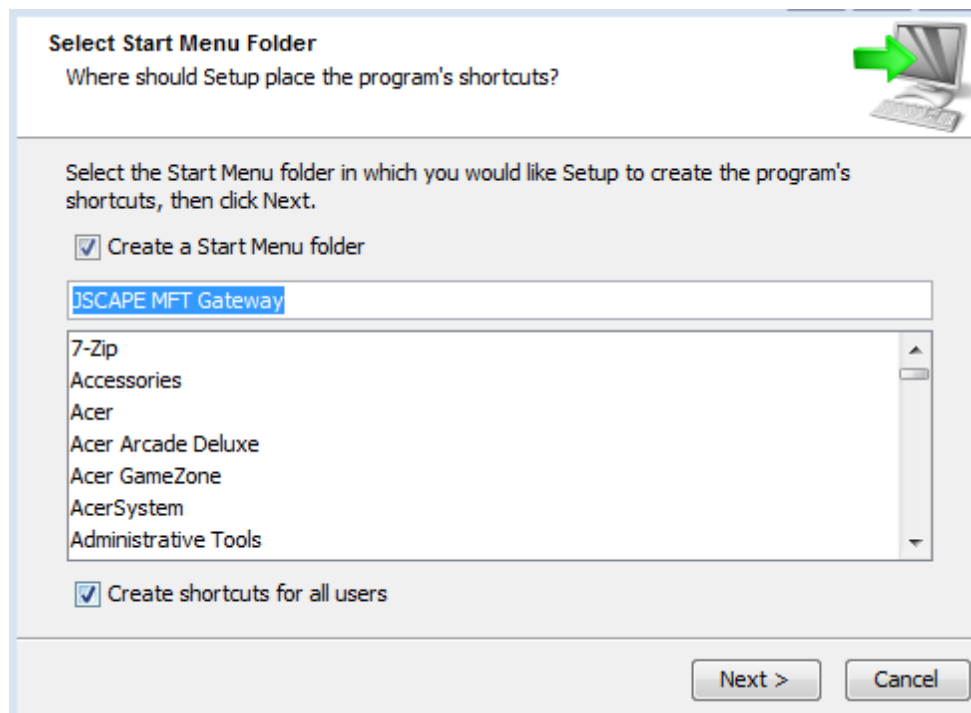 Select Start Menu Folder
Where should Setup place the program's shortcuts?
Select the Start Menu folder in which you would like Setup to create the program's
shortcuts, then click Next.
Create a Start Menu folder
JSCAPE MFT Gateway
7-Zip
Accessories
Acer
Acer Arcade Deluxe
Acer GameZone
AcerSystem
Administrative Tools
Create shortcuts for all users
Next >
Cancel